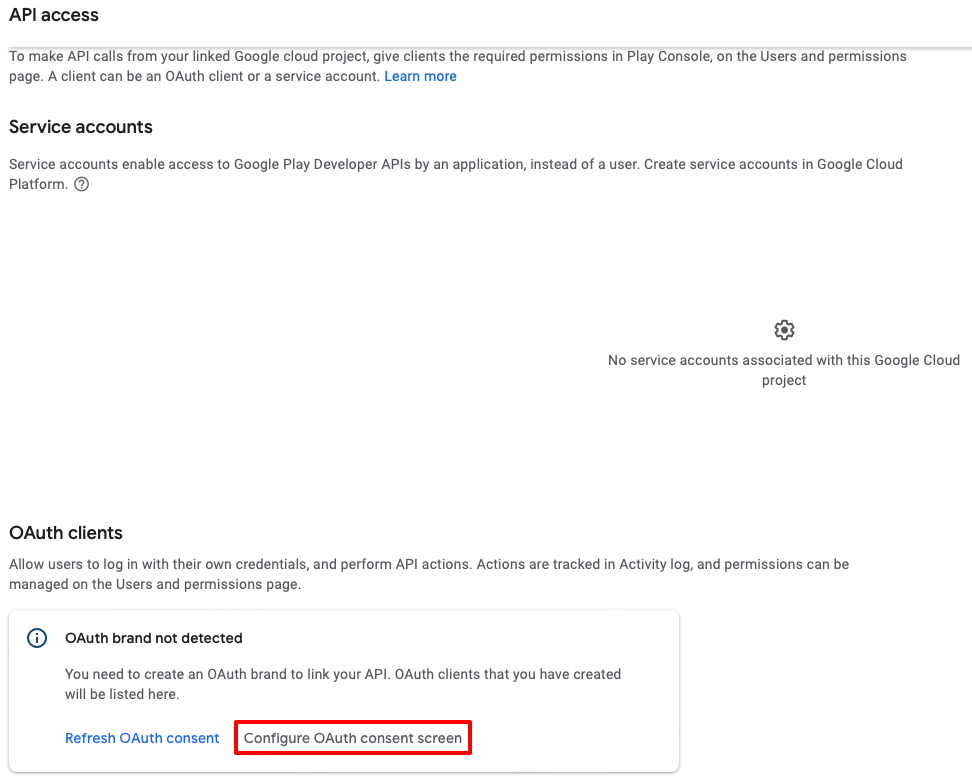 API access
To make API calls from your linked Google cloud project, give clients the required permissions in Play Console, on the Users and permissions
page. A client can be an OAuth client or a service account. Learn more
Service accounts
Service accounts enable access to Google Play Developer APIs by an application, instead of a user. Create service accounts in Google Cloud
Platform.
No service accounts associated with this Google Cloud
project
OAuth clients
Allow users to log in with their own credentials, and perform API actions. Actions are tracked in Activity log, and permissions can be
managed on the Users and permissions page.
OAuth brand not detected
You need to create an OAuth brand to link your API. OAuth clients that you have created
will be listed here.
Refresh OAuth consent Configure OAuth consent screen